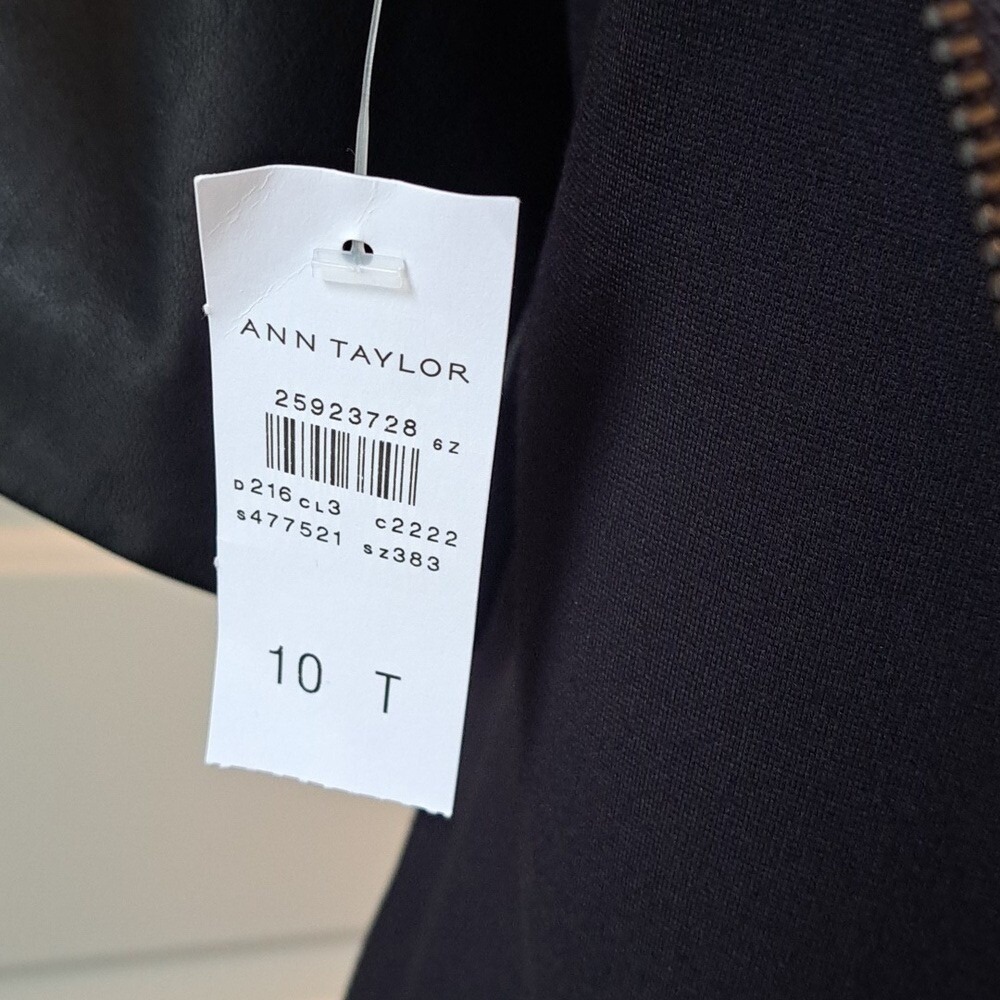 ANN TAYLOR
25923728 6Z
D216 CL3 C2222
S477521 SZ383
10 T